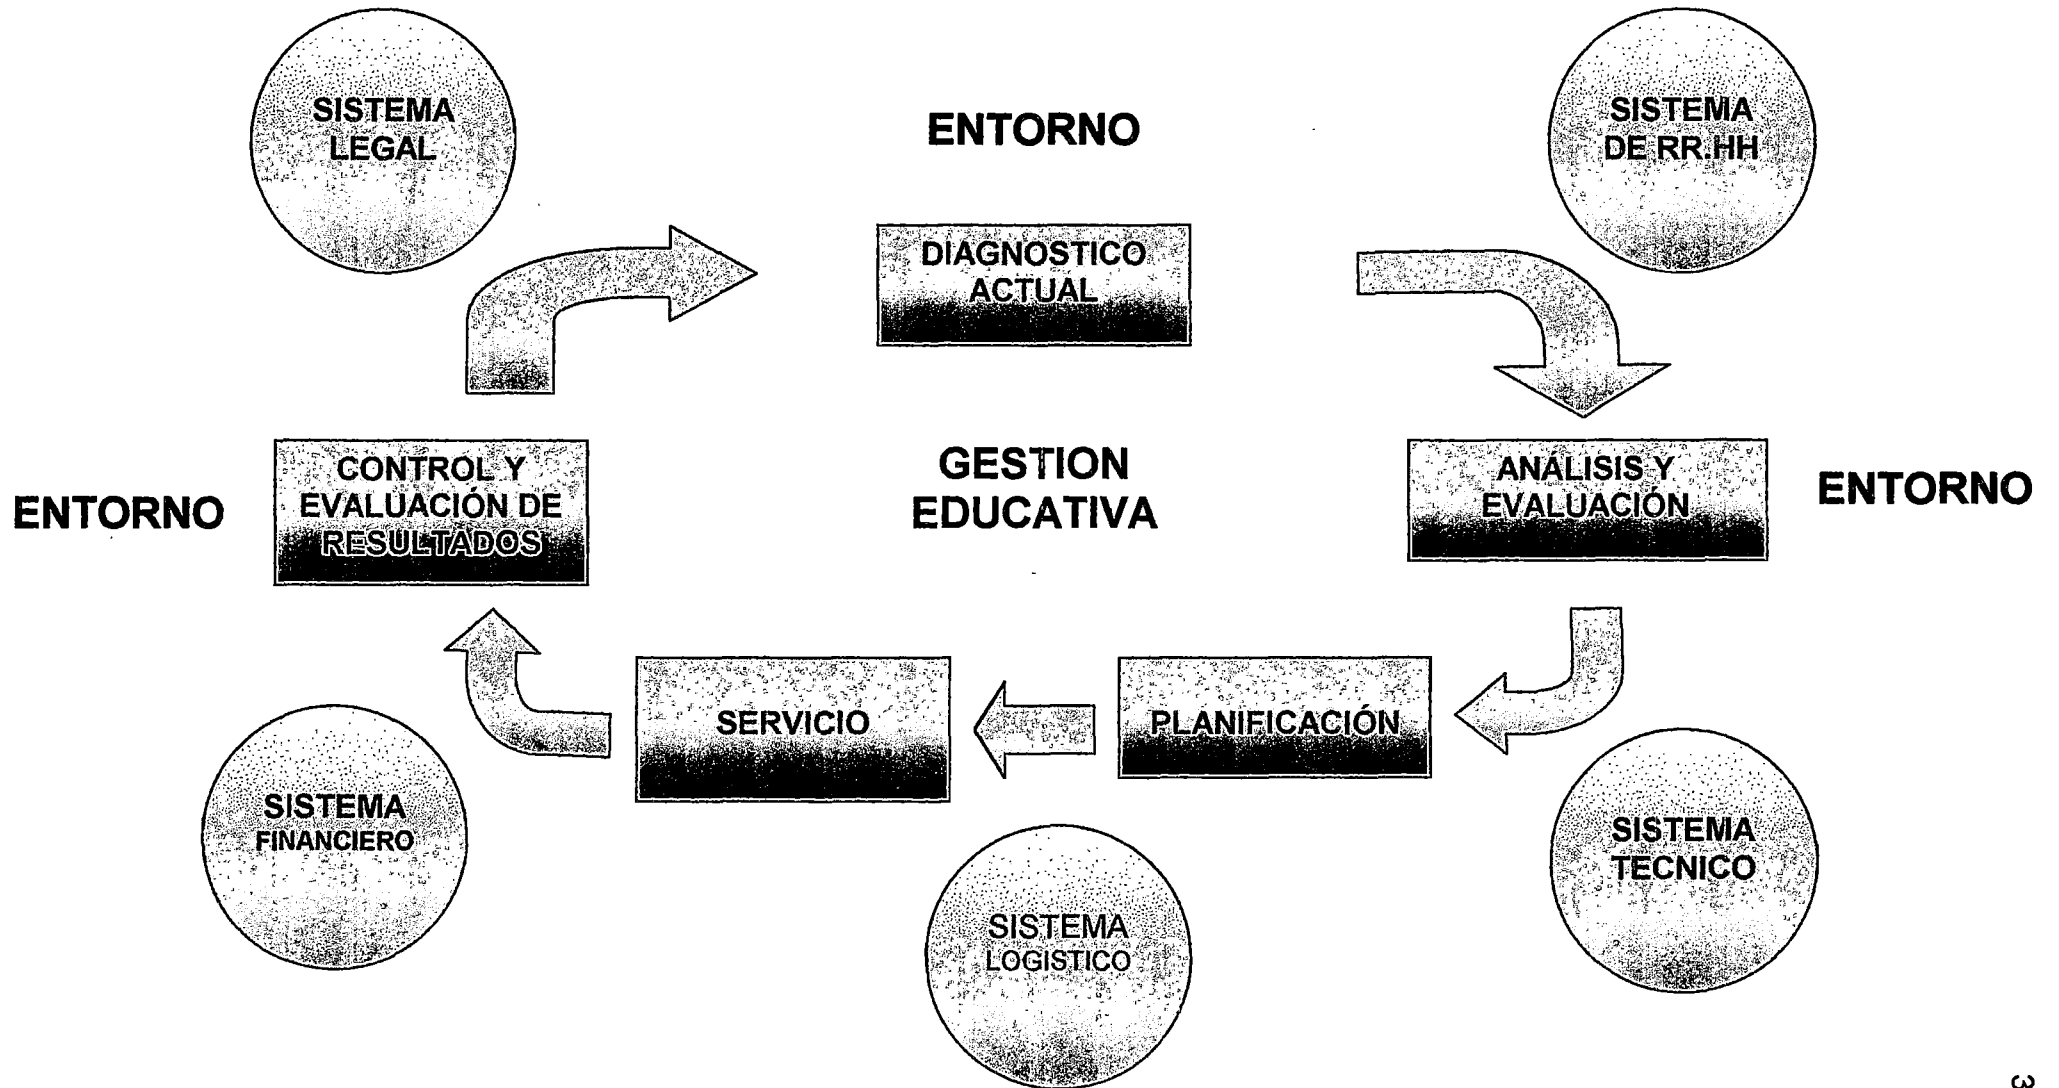 SISTEMA
LEGAL
ENTORNO
SISTEMA
DE RR.HH
DIAGNOSTICO
ACTUAL
CONTROL Y
EVALUACIÓN DE
RESULTADOS
ENTORNO
GESTION
EDUCATIVA
ANÁLISIS Y
EVALUACIÓN
ENTORNO
SERVICIO
PLANIFICACIÓN
SISTEMA
FINANCIERO
SISTEMA
TECNICO
SISTEMA
LOGISTICO
3